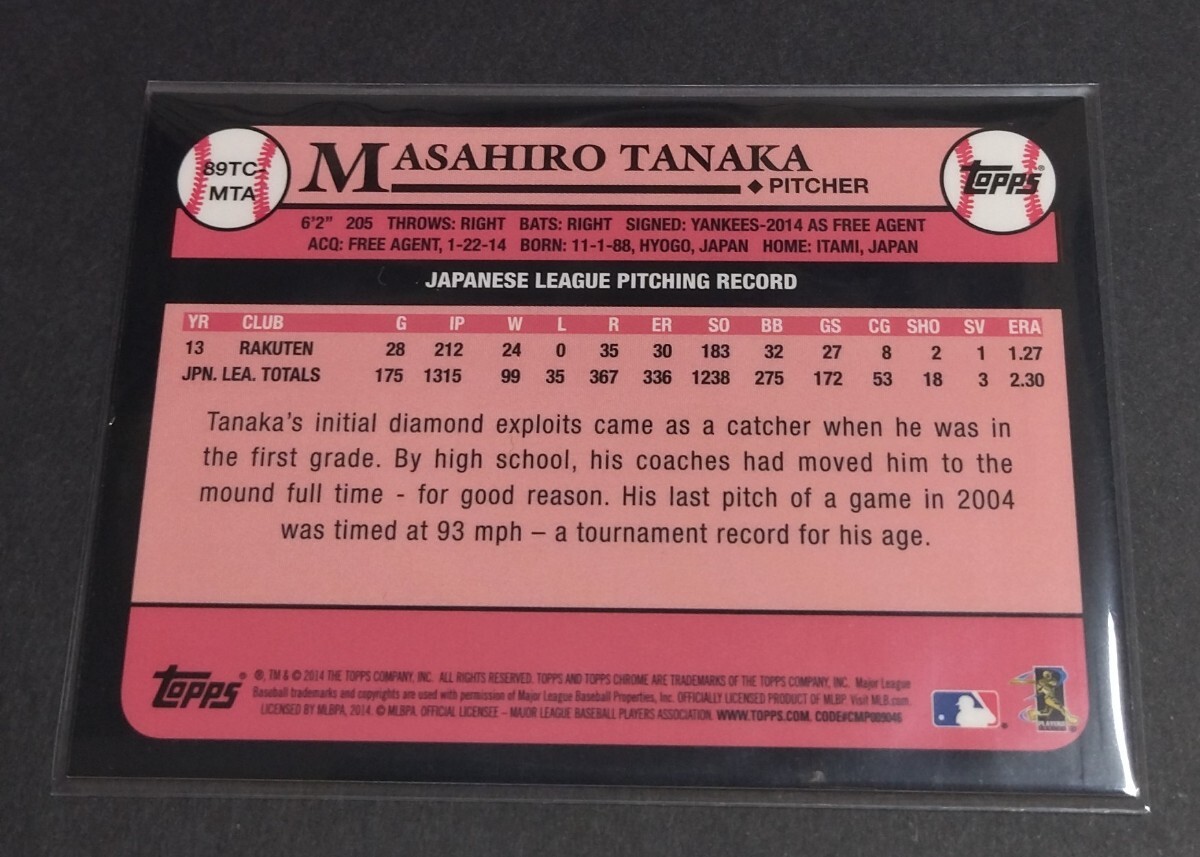 89TC-
MTA
MASAHIRO TANAKA
◆ PITCHER
TOPPS®
6'2" 205 THROWS: RIGHT BATS: RIGHT SIGNED: YANKEES-2014 AS FREE AGENT
ACQ: FREE AGENT, 1-22-14 BORN: 11-1-88, HYOGO, JAPAN HOME: ITAMI, JAPAN
JAPANESE LEAGUE PITCHING RECORD
YR CLUB G IP W L R ER SO BB GS CG SHO SV ERA
13 RAKUTEN 28 212 24 0 35 30 183 32 27 8 2 1 1.27
JPN. LEA. TOTALS 175 1315 99 35 367 336 1238 275 172 53 18 3 2.30
Tanaka's initial diamond exploits came as a catcher when he was in
the first grade. By high school, his coaches had moved him to the
mound full time - for good reason. His last pitch of a game in 2004
was timed at 93 mph – a tournament record for his age.
TOPPS®
®, TM & © 2014 THE TOPPS COMPANY, INC. ALL RIGHTS RESERVED. TOPPS AND TOPPS CHROME ARE TRADEMARKS OF THE TOPPS COMPANY, INC. Major League
Baseball trademarks and copyrights are used with permission of Major League Baseball Properties, Inc. OFFICIALLY LICENSED PRODUCT OF MLBP. Visit MLB.com.
LICENSED BY MLBPA, 2014. © MLBPA. OFFICIAL LICENSEE – MAJOR LEAGUE BASEBALL PLAYERS ASSOCIATION. WWW.TOPPS.COM. CODE#CMP009046